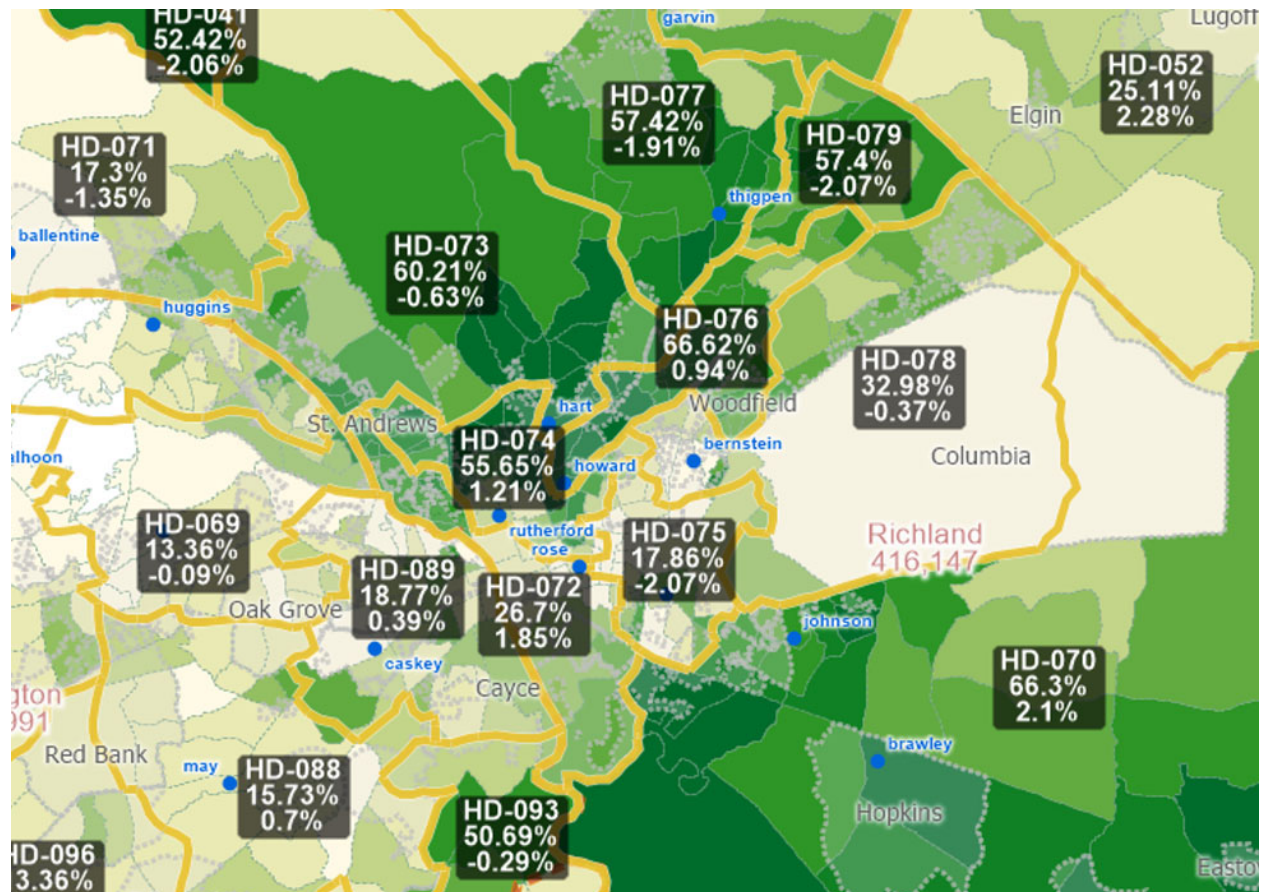 HD-041
52.42%
-2.06%
garvin
Lugoff
HD-077
57.42%
-1.91%
HD-052
25.11%
2.28%
Elgin
HD-071
17.3%
-1.35%
HD-079
57.4%
-2.07%
thigpen
ballentine
HD-073
60.21%
-0.63%
huggins
HD-076
66.62%
0.94%
HD-078
32.98%
-0.37%
Woodfield
hart
St. Andrews
HD-074
55.65%
1.21%
bernstein
Columbia
alhoon
howard
HD-069
13.36%
-0.09%
rutherford
rose
HD-075
17.86%
-2.07%
Richland
416,147
HD-089
18.77%
0.39%
HD-072
26.7%
1.85%
Oak Grove
johnson
caskey
HD-070
66.3%
2.1%
Cayce
gton
991
Red Bank
may
HD-088
15.73%
0.7%
brawley
HD-093
50.69%
-0.29%
Hopkins
HD-096
3.36%
Easto